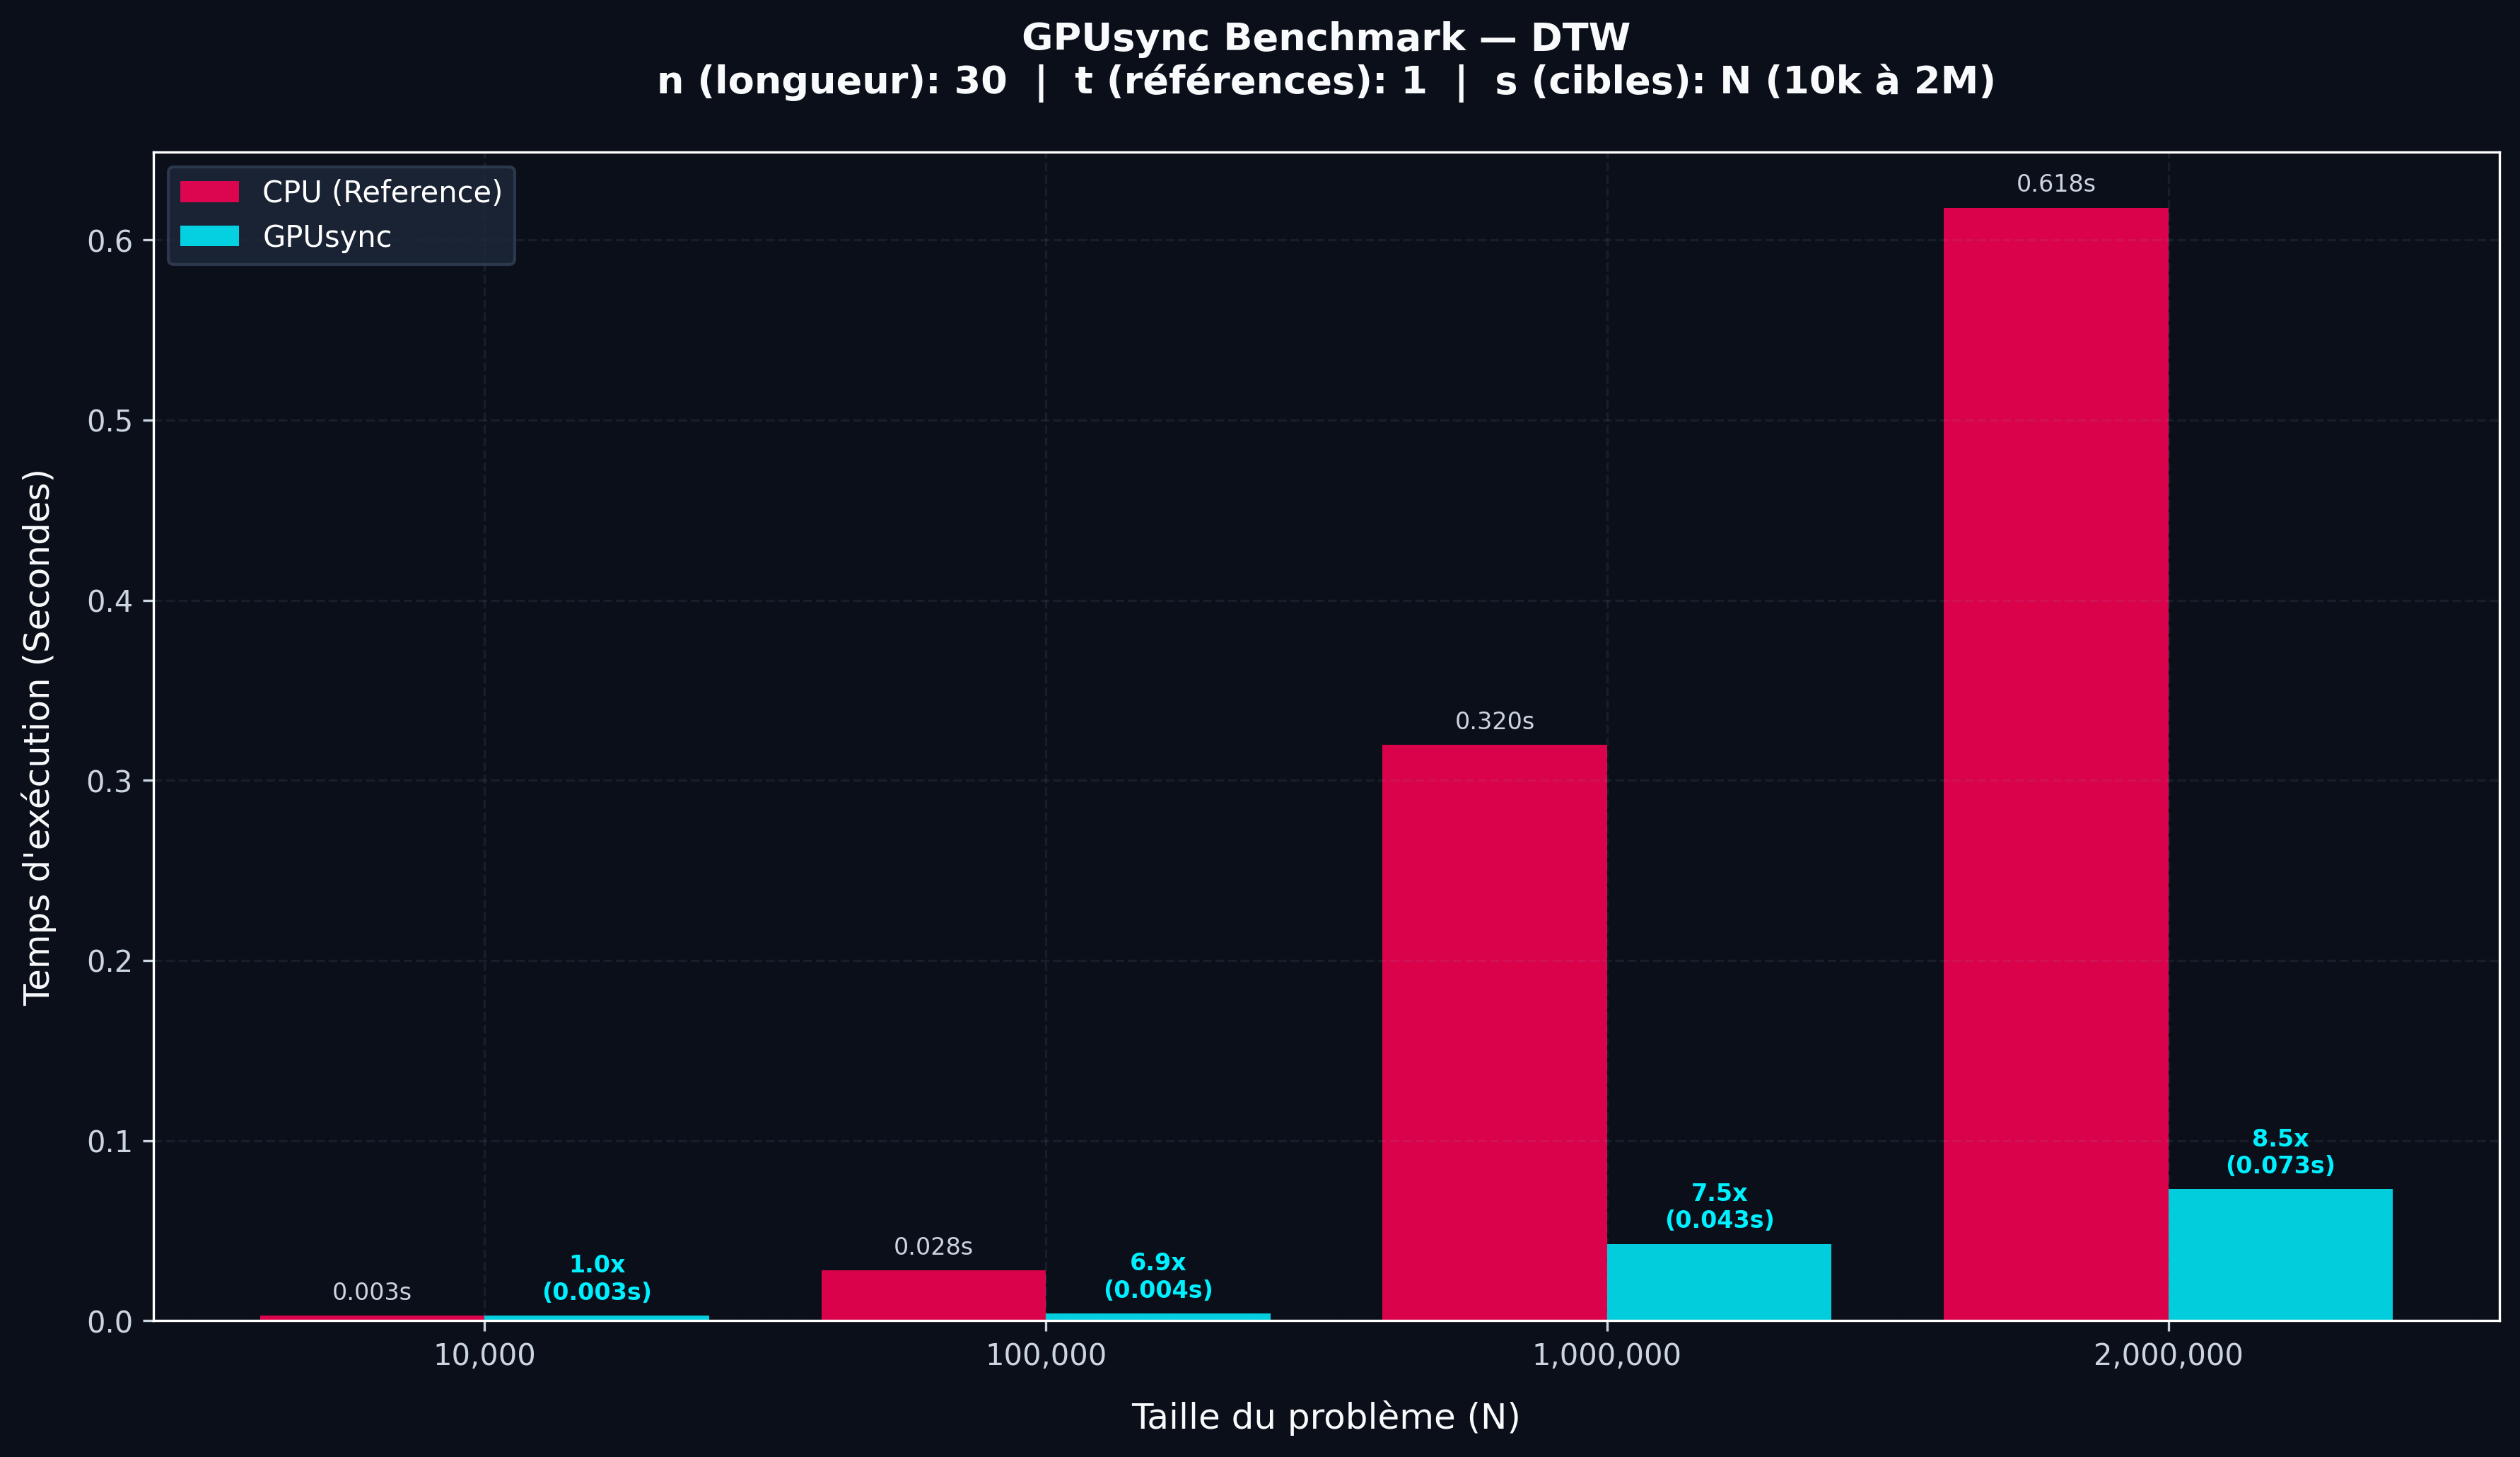 GPUsync Benchmark — DTW
n (longueur): 30 | t (références): 1 | s (cibles): N (10k à 2M)
CPU (Reference)
GPUsync
Temps d'exécution (Secondes)
0.6
0.5
0.4
0.3
0.2
0.1
0.0
0.003s
1.0x
(0.003s)
0.028s
6.9x
(0.004s)
0.320s
7.5x
(0.043s)
0.618s
8.5x
(0.073s)
10,000
100,000
1,000,000
2,000,000
Taille du problème (N)